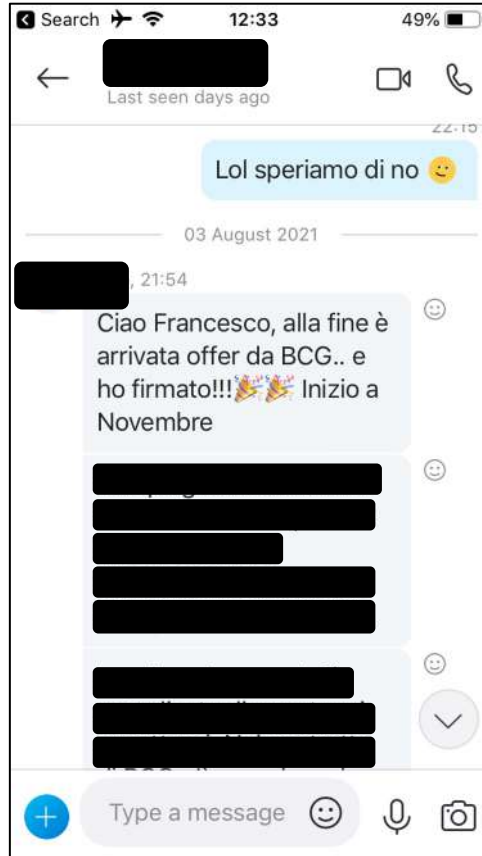 Search 12:33 49%
Last seen days ago
22:15
Lol speriamo di no
03 August 2021
, 21:54
Ciao Francesco, alla fine è
arrivata offer da BCG.. e
ho firmato!!!🎉🎉 Inizio a
Novembre
Type a message